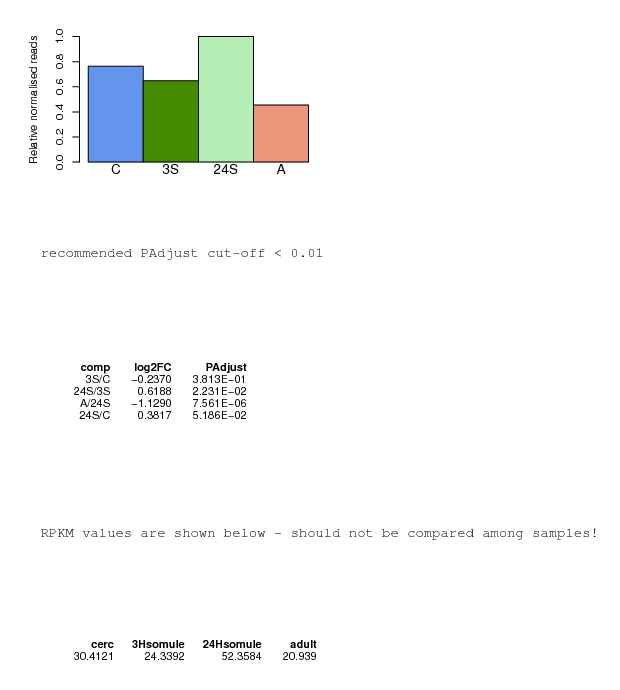 Relative normalised reads
1.0
0.8
0.6
0.4
0.2
0.0
C 3S 24S A
recommended PAdjust cut-off < 0.01
comp log2FC PAdjust
3S/C −0.2370 3.813E−01
24S/3S 0.6188 2.231E−02
A/24S −1.1290 7.561E−06
24S/C 0.3817 5.186E−02
RPKM values are shown below - should not be compared among samples!
cerc 3Hsomule 24Hsomule adult
30.4121 24.3392 52.3584 20.939